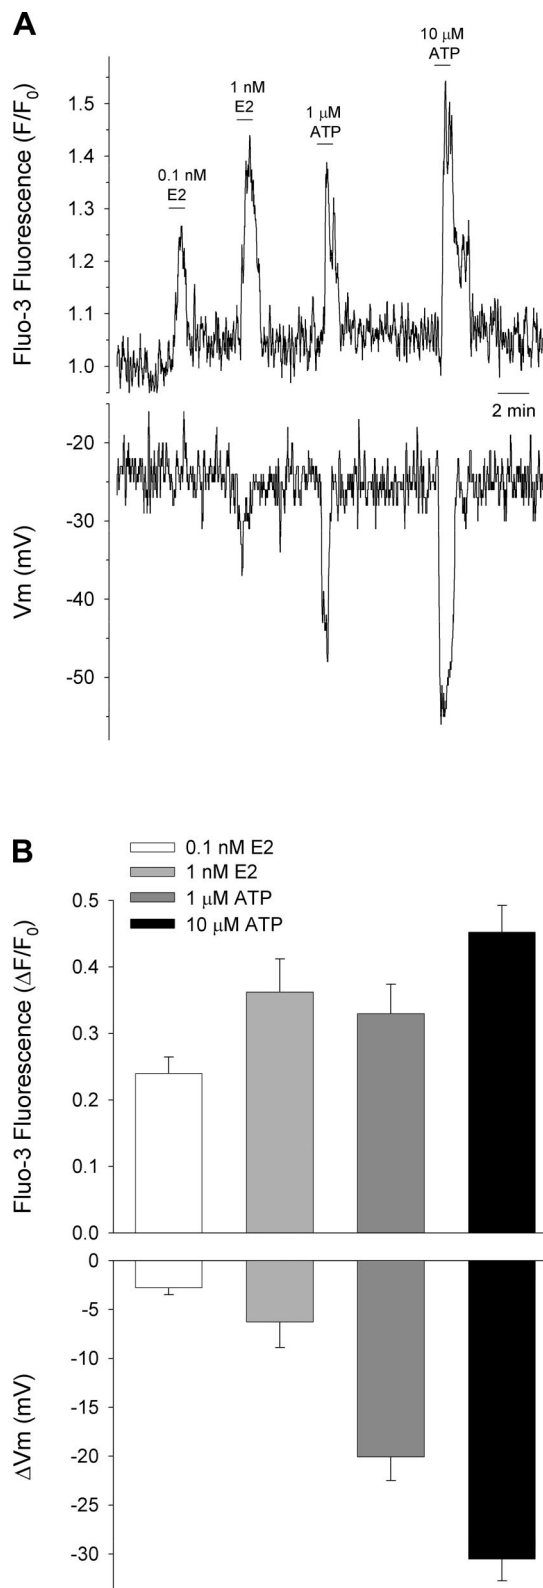 A
10 µM
ATP
1 nM
E2
1 µM
ATP
0.1 nM
E2
Fluo-3 Fluorescence (F/F0)
1.5
1.4
1.3
1.2
1.1
1.0
2 min
Vm (mV)
-20
-30
-40
-50
B
0.1 nM E2
1 nM E2
1 µM ATP
10 µM ATP
Fluo-3 Fluorescence (ΔF/F0)
0.5
0.4
0.3
0.2
0.1
0.0
ΔVm (mV)
0
-5
-10
-15
-20
-25
-30